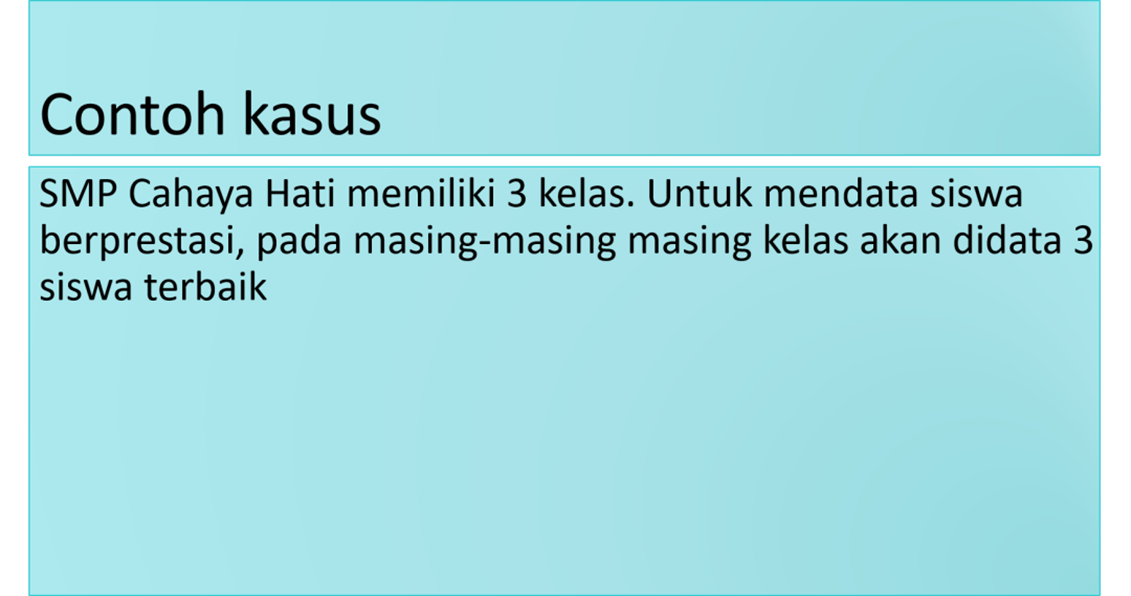 Contoh kasus
SMP Cahaya Hati memiliki 3 kelas. Untuk mendata siswa
berprestasi, pada masing-masing masing kelas akan didata 3
siswa terbaik